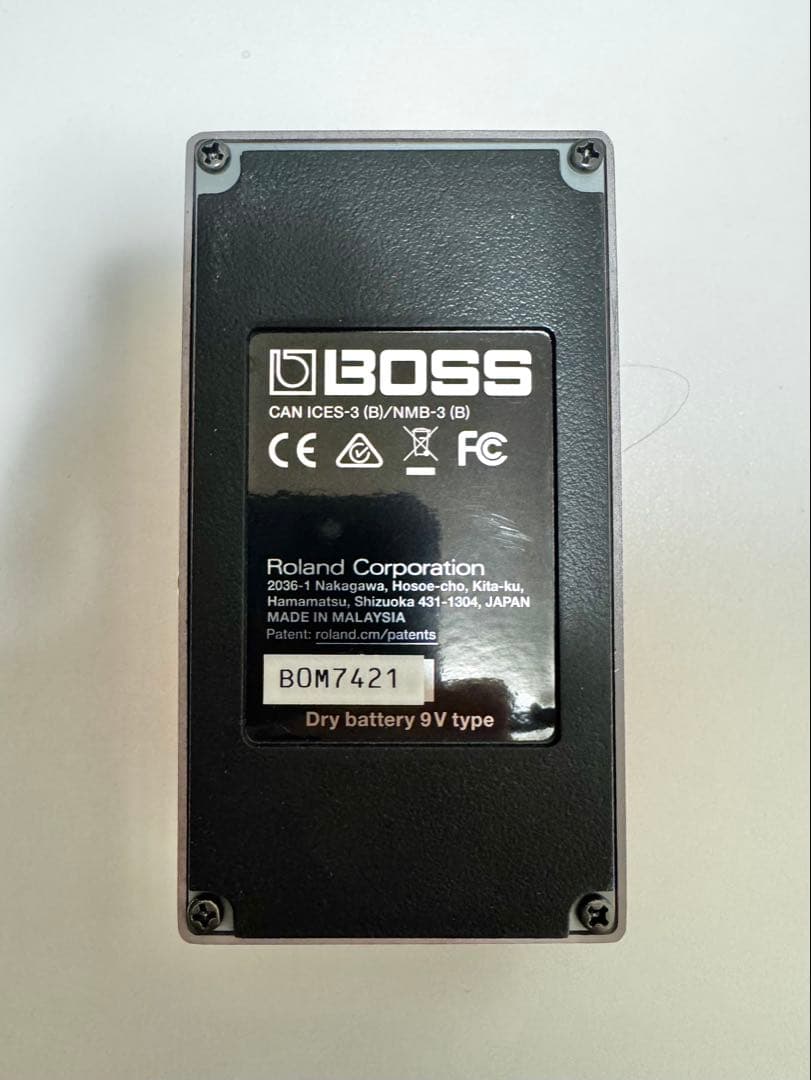 BOSS
CAN ICES-3 (B)/NMB-3 (B)
CE FC
Roland Corporation
2036-1 Nakagawa, Hosoe-cho, Kita-ku,
Hamamatsu, Shizuoka 431-1304, JAPAN
MADE IN MALAYSIA
Patent: roland.cm/patents
B0M7421
Dry battery 9V type